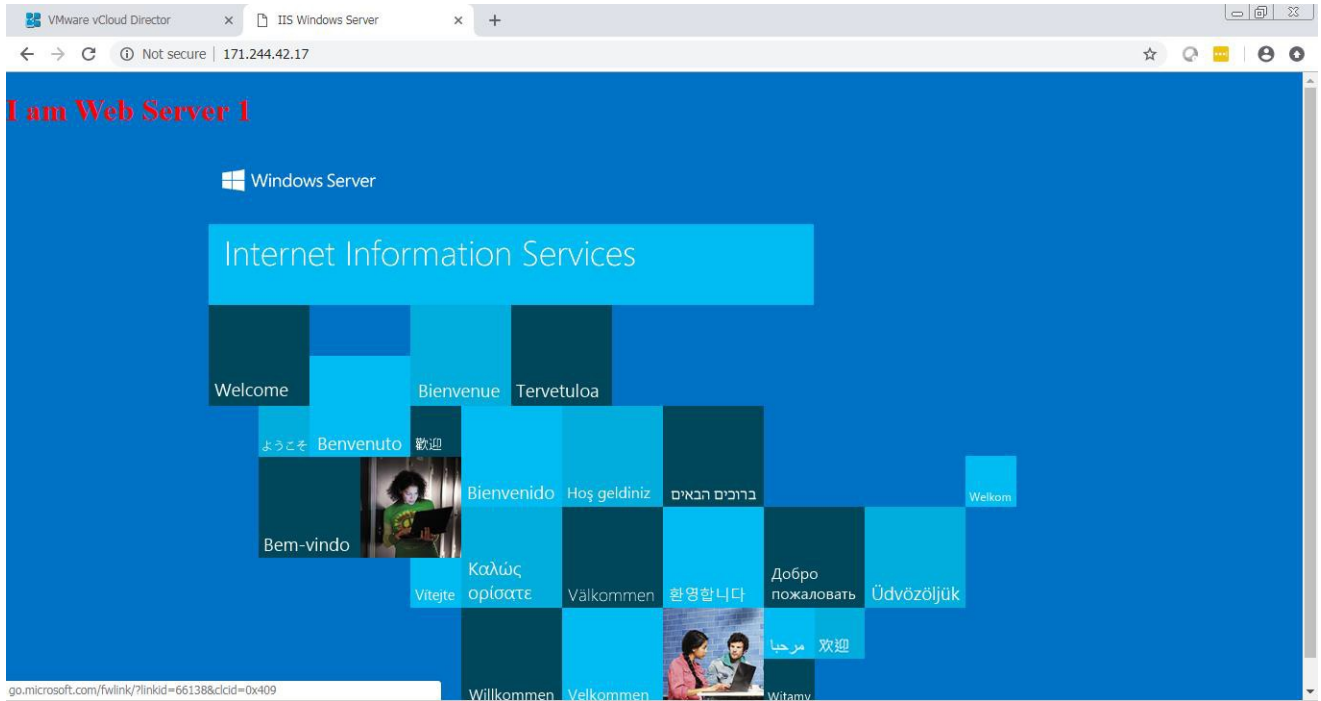 VMware vCloud Director
IIS Windows Server
Not secure | 171.244.42.17
I am Web Server 1
Windows Server
Internet Information Services
Welcome
Bienvenue
Tervetuloa
ようこそ
Benvenuto
歡迎
Bienvenido
Hoş geldiniz
ברוכים הבאים
Welkom
Bem-vindo
Vítejte
Καλώς
ορίσατε
Välkommen
환영합니다
Добро
пожаловать
Üdvözöljük
مرحبا
欢迎
Willkommen
Velkommen
Witamy
go.microsoft.com/fwlink/?linkid=66138&clcid=0x409